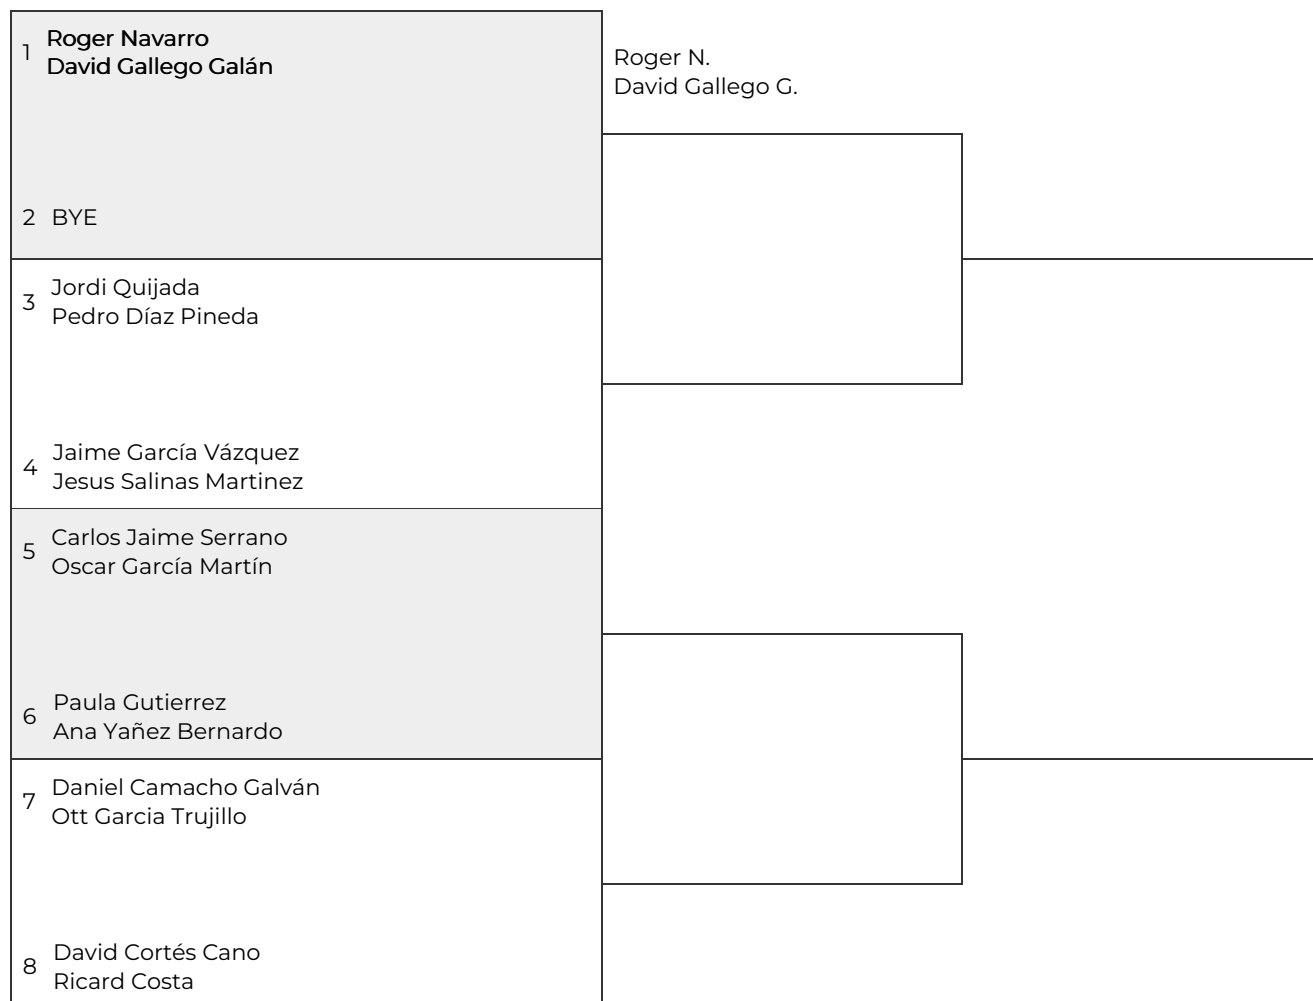 1
Roger Navarro
David Gallego Galán
Roger N.
David Gallego G.
2 BYE
3
Jordi Quijada
Pedro Díaz Pineda
4
Jaime García Vázquez
Jesus Salinas Martinez
5
Carlos Jaime Serrano
Oscar García Martín
6
Paula Gutierrez
Ana Yañez Bernardo
7
Daniel Camacho Galván
Ott Garcia Trujillo
8
David Cortés Cano
Ricard Costa